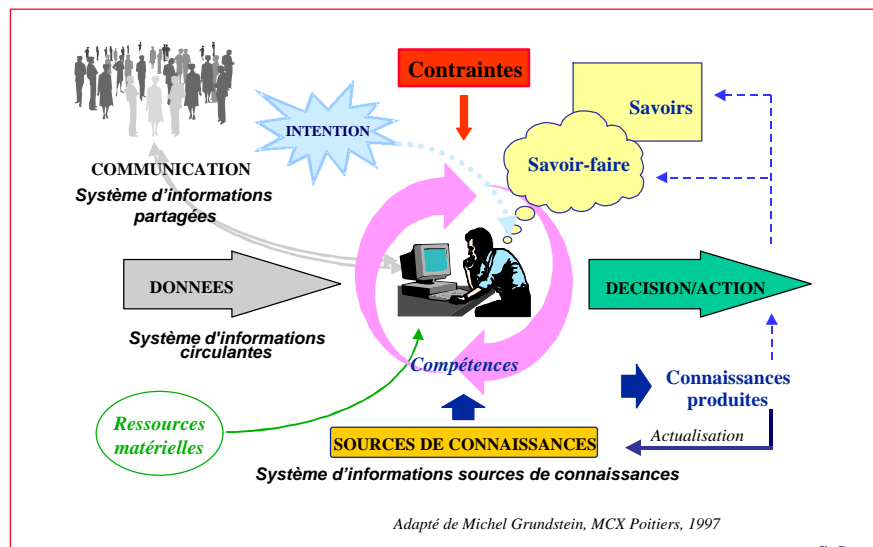 Contraintes
Savoirs
INTENTION
Savoir-faire
COMMUNICATION
Système d’informations
partagées
DONNEES
DECISION/ACTION
Système d'informations
circulantes
Compétences
Connaissances
produites
Ressources
matérielles
SOURCES DE CONNAISSANCES
Actualisation
Système d’informations sources de connaissances
Adapté de Michel Grundstein, MCX Poitiers, 1997